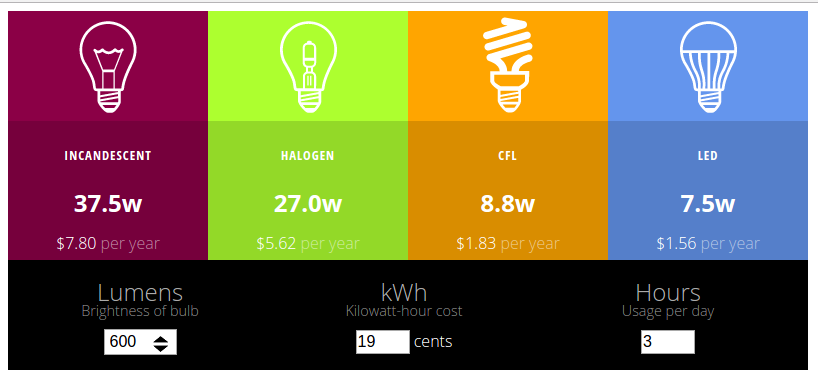 INCANDESCENT HALOGEN CFL LED
37.5w 27.0w 8.8w 7.5w
$7.80 per year $5.62 per year $1.83 per year $1.56 per year
Lumens kWh Hours
Brightness of bulb Kilowatt-hour cost Usage per day
600 19 cents 3